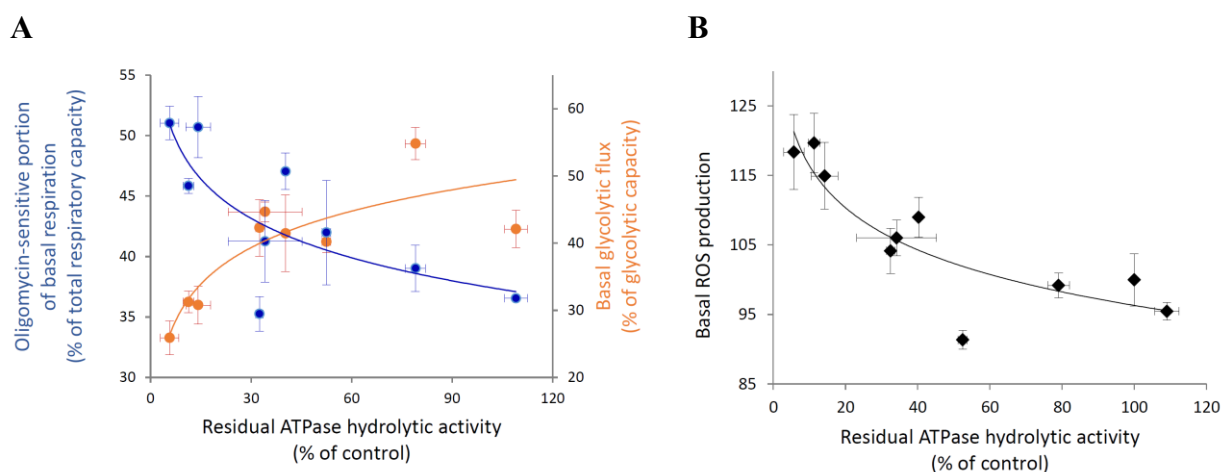 A
Oligomycin-sensitive portion
of basal respiration
(% of total respiratory capacity)
55
50
45
40
35
30
0
30
60
90
120
60
50
40
30
20
Basal glycolytic flux
(% of glycolytic capacity)
Residual ATPase hydrolytic activity
(% of control)
B
Basal ROS production
125
115
105
95
85
0
20
40
60
80
100
120
Residual ATPase hydrolytic activity
(% of control)